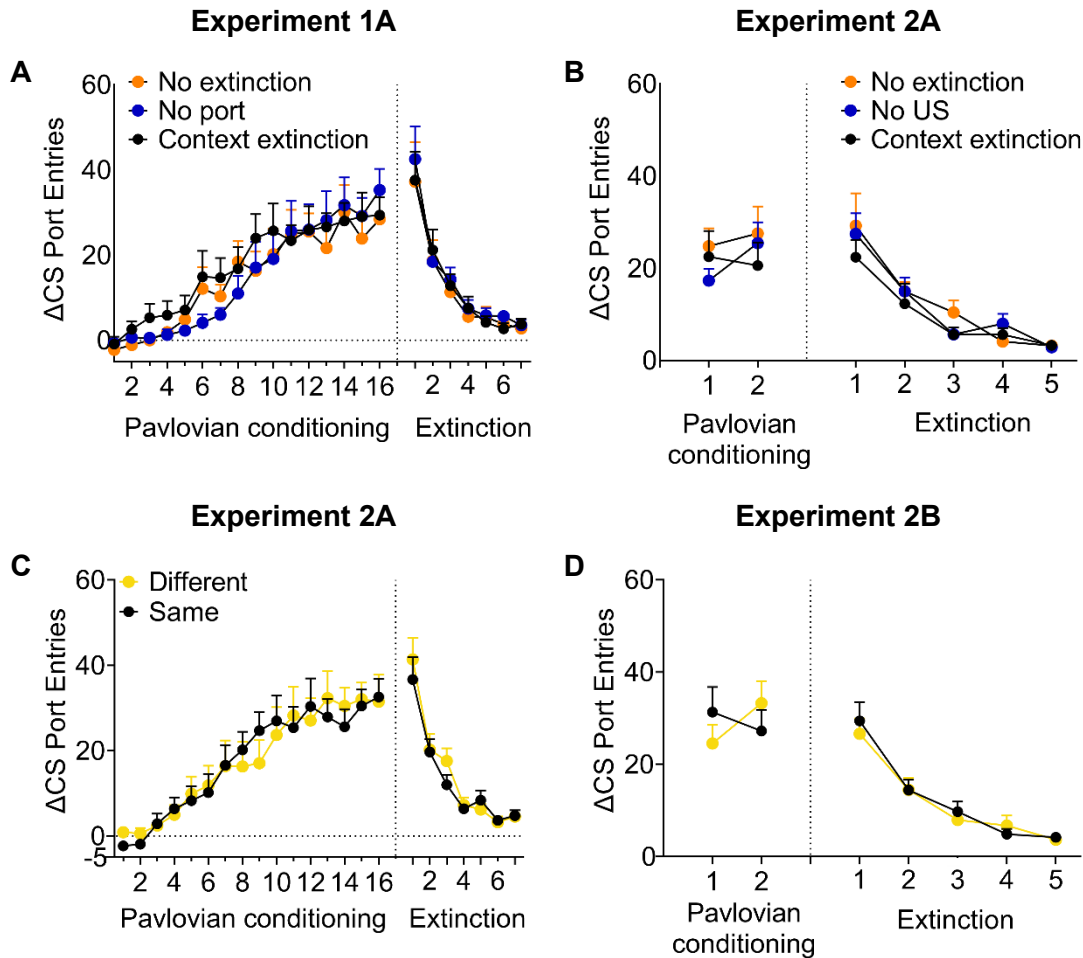 Experiment 1A
A
ΔCS Port Entries
60
40
20
0
No extinction
No port
Context extinction
2 4 6 8 10 12 14 16 2 4 6
Pavlovian conditioning Extinction
Experiment 2A
B
ΔCS Port Entries
60
40
20
0
No extinction
No US
Context extinction
1 2 1 2 3 4 5
Pavlovian
conditioning
Extinction
Experiment 2A
C
ΔCS Port Entries
60
40
20
0
-5
Different
Same
2 4 6 8 10 12 14 16 2 4 6
Pavlovian conditioning Extinction
Experiment 2B
D
ΔCS Port Entries
60
40
20
0
1 2 1 2 3 4 5
Pavlovian
conditioning
Extinction